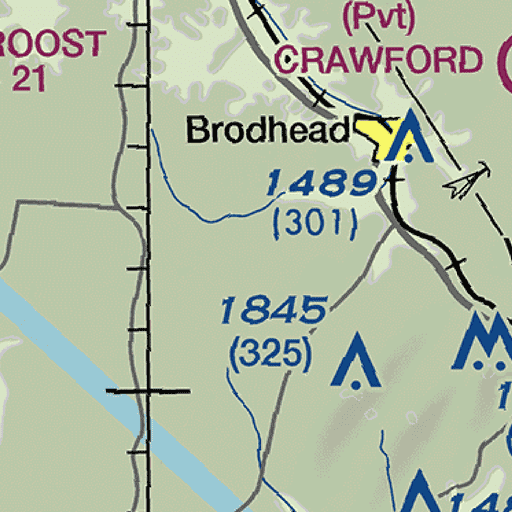 (Pvt)
ROOST
CRAWFORD
21
Brodhead
1489
(301)
1845
(325)